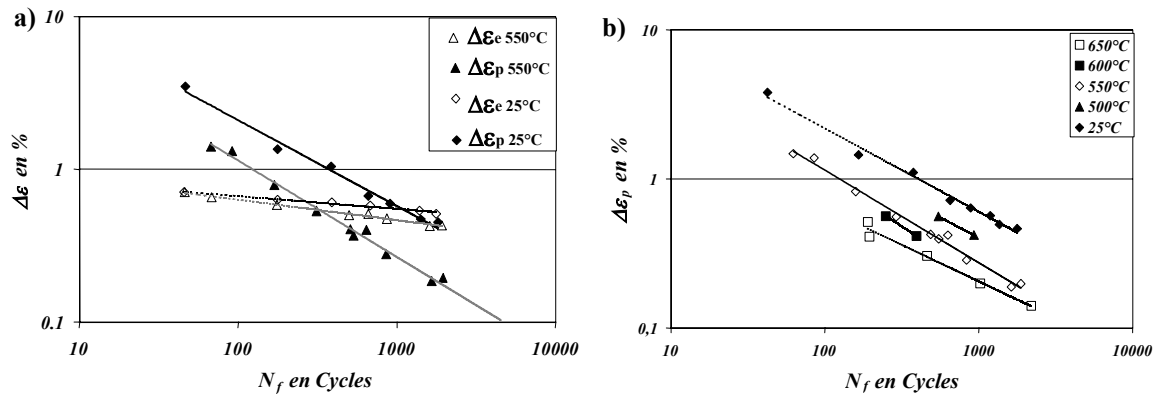 a)
10
1
0.1
10
100
1000
10000
Δε en %
N_f en Cycles
Δεe 550°C
Δεp 550°C
Δεe 25°C
Δεp 25°C
b)
10
1
0,1
10
100
1000
10000
Δε_p en %
N_f en Cycles
650°C
600°C
550°C
500°C
25°C